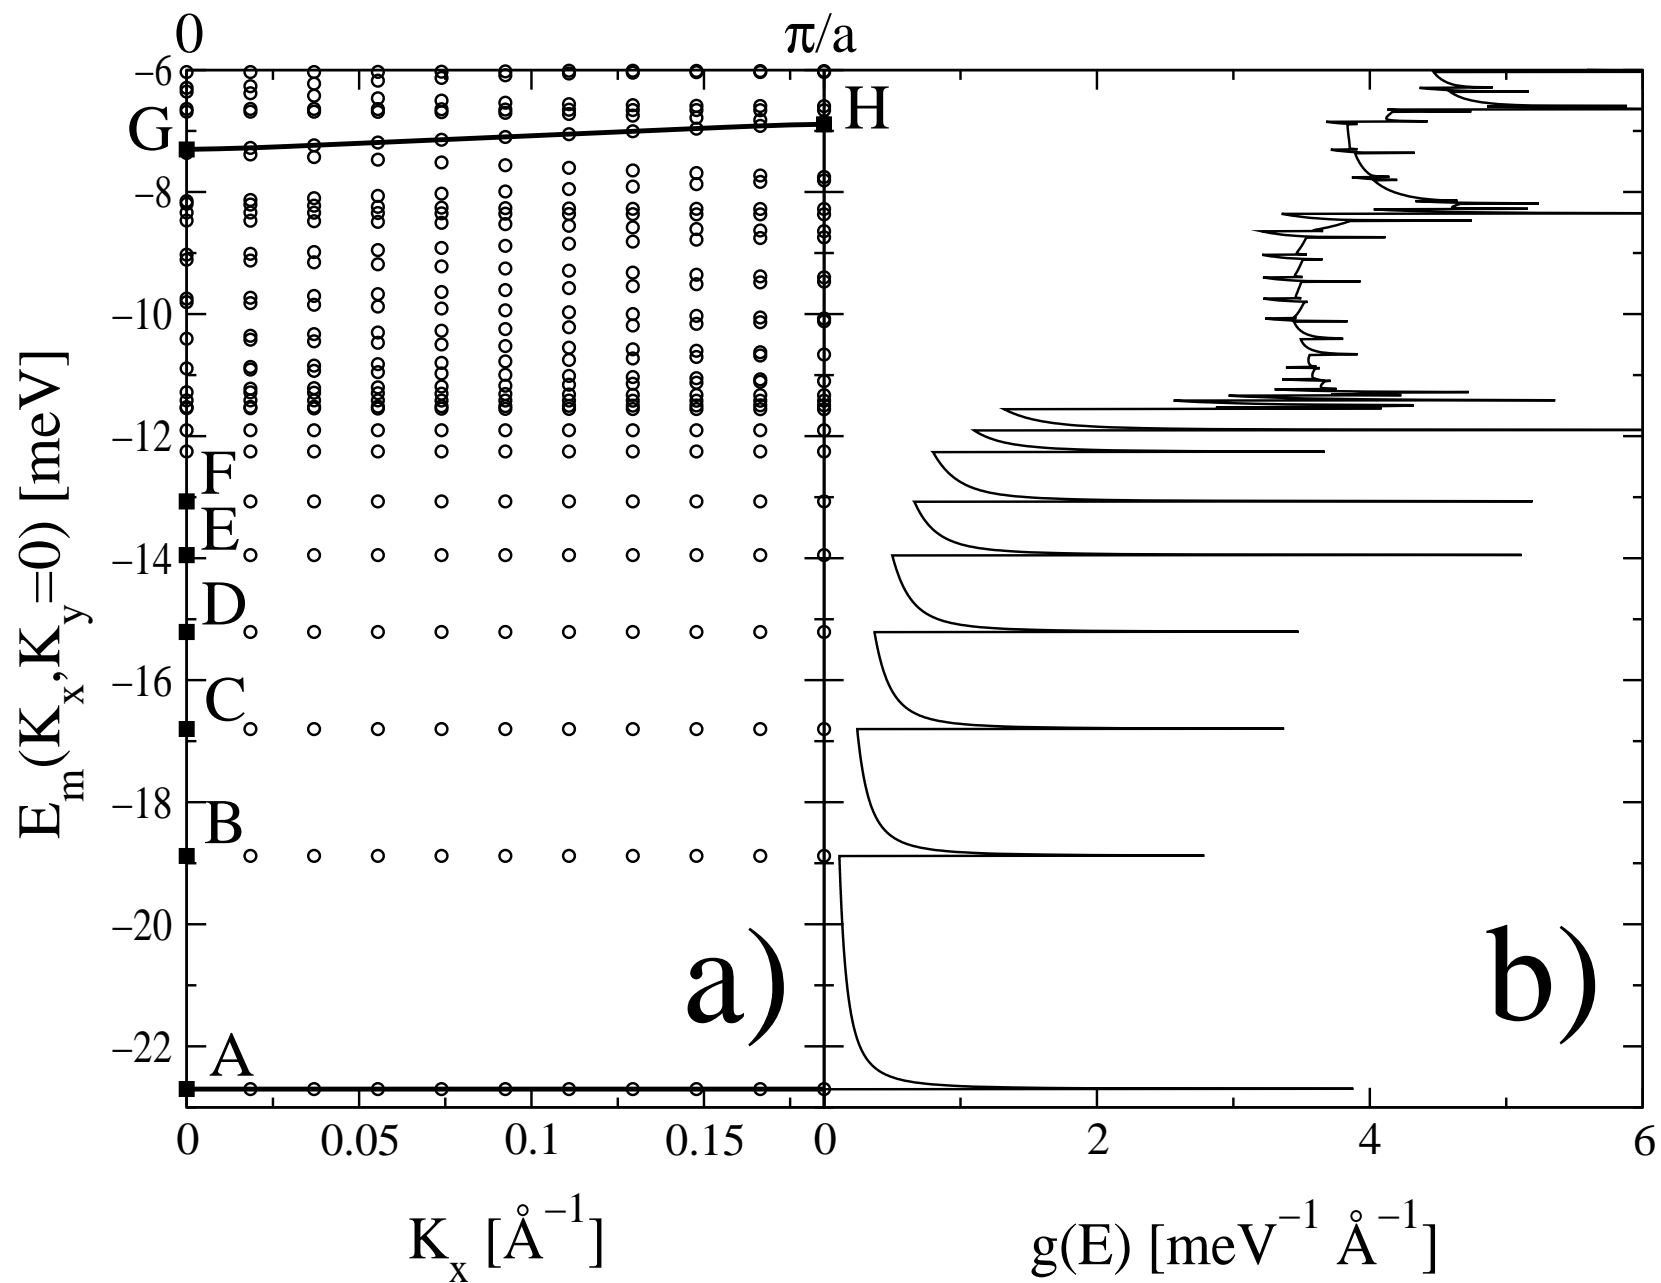 0 π/a
−6
G H
−8
−10
−12
F
E
−14
D
−16
C
−18
B
−20
a) b)
−22
A
0 0.05 0.1 0.15 0 2 4 6
E_m(K_x,K_y=0) [meV]
K_x [Å^−1]
g(E) [meV^−1 Å^−1]